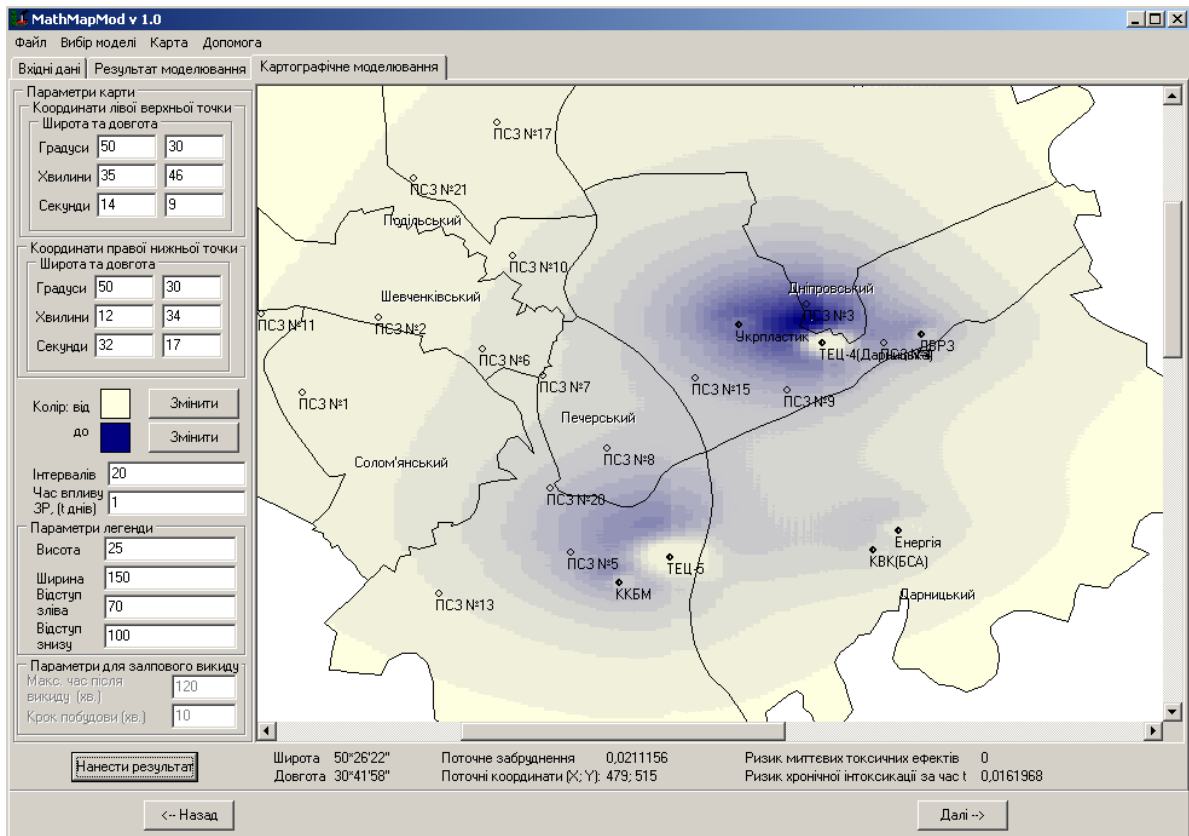 MathMapMod v 1.0
Файл Вибір моделі Карта Допомога
Вхідні дані Результат моделювання Картографічне моделювання
Параметри карти
Координати лівої верхньої точки
Широта та довгота
Градуси 50 30
Хвилини 35 46
Секунди 14 9
Координати правої нижньої точки
Широта та довгота
Градуси 50 30
Хвилини 12 34
Секунди 32 17
Колір: від Змінити
до Змінити
Інтервалів 20
Час впливу
ЗР, (t днів) 1
Параметри легенди
Висота 25
Ширина 150
Відступ
зліва 70
Відступ
знизу 100
Параметри для залпового викиду
Макс. час після
викиду (хв.) 120
Крок побудови (хв.) 10
Нанести результат
ПСЗ №17
ПСЗ №21
Подільський
ПСЗ №10
Шевченківський
Дніпровський
ПСЗ №11
ПСЗ №2
ПСЗ №3
Укрпластик
ДВРЗ
ТЕЦ-4(Дарницька)
ПСЗ №6
ПСЗ №7
ПСЗ №15
ПСЗ №9
ПСЗ №1
Печерський
Солом'янський
ПСЗ №8
ПСЗ №20
Енергія
ПСЗ №5
ТЕЦ-5
КВК(БСА)
ККБМ
Дарницький
ПСЗ №13
Широта 50°26'22" Поточне забруднення 0,0211156 Ризик миттєвих токсичних ефектів 0
Довгота 30°41'58" Поточні координати (X; Y): 479; 515 Ризик хронічної інтоксикації за час t 0,0161968
<-- Назад Далі -->